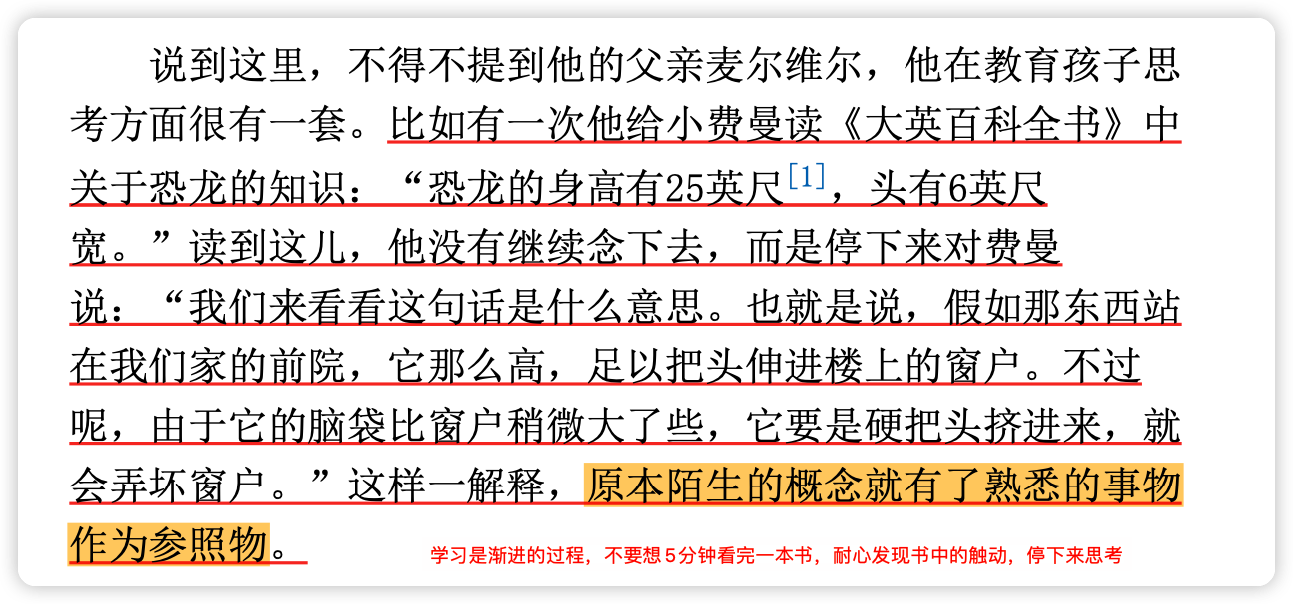 说到这里，不得不提到他的父亲麦尔维尔，他在教育孩子思
考方面很有一套。比如有一次他给小费曼读《大英百科全书》中
关于恐龙的知识：“恐龙的身高有25英尺[1]，头有6英尺
宽。”读到这儿，他没有继续念下去，而是停下来对费曼
说：“我们来看看这句话是什么意思。也就是说，假如那东西站
在我们家的前院，它那么高，足以把头伸进楼上的窗户。不过
呢，由于它的脑袋比窗户稍微大了些，它要是硬把头挤进来，就
会弄坏窗户。”这样一解释，原本陌生的概念就有了熟悉的事物
作为参照物。
学习是渐进的过程，不要想5分钟看完一本书，耐心发现书中的触动，停下来思考